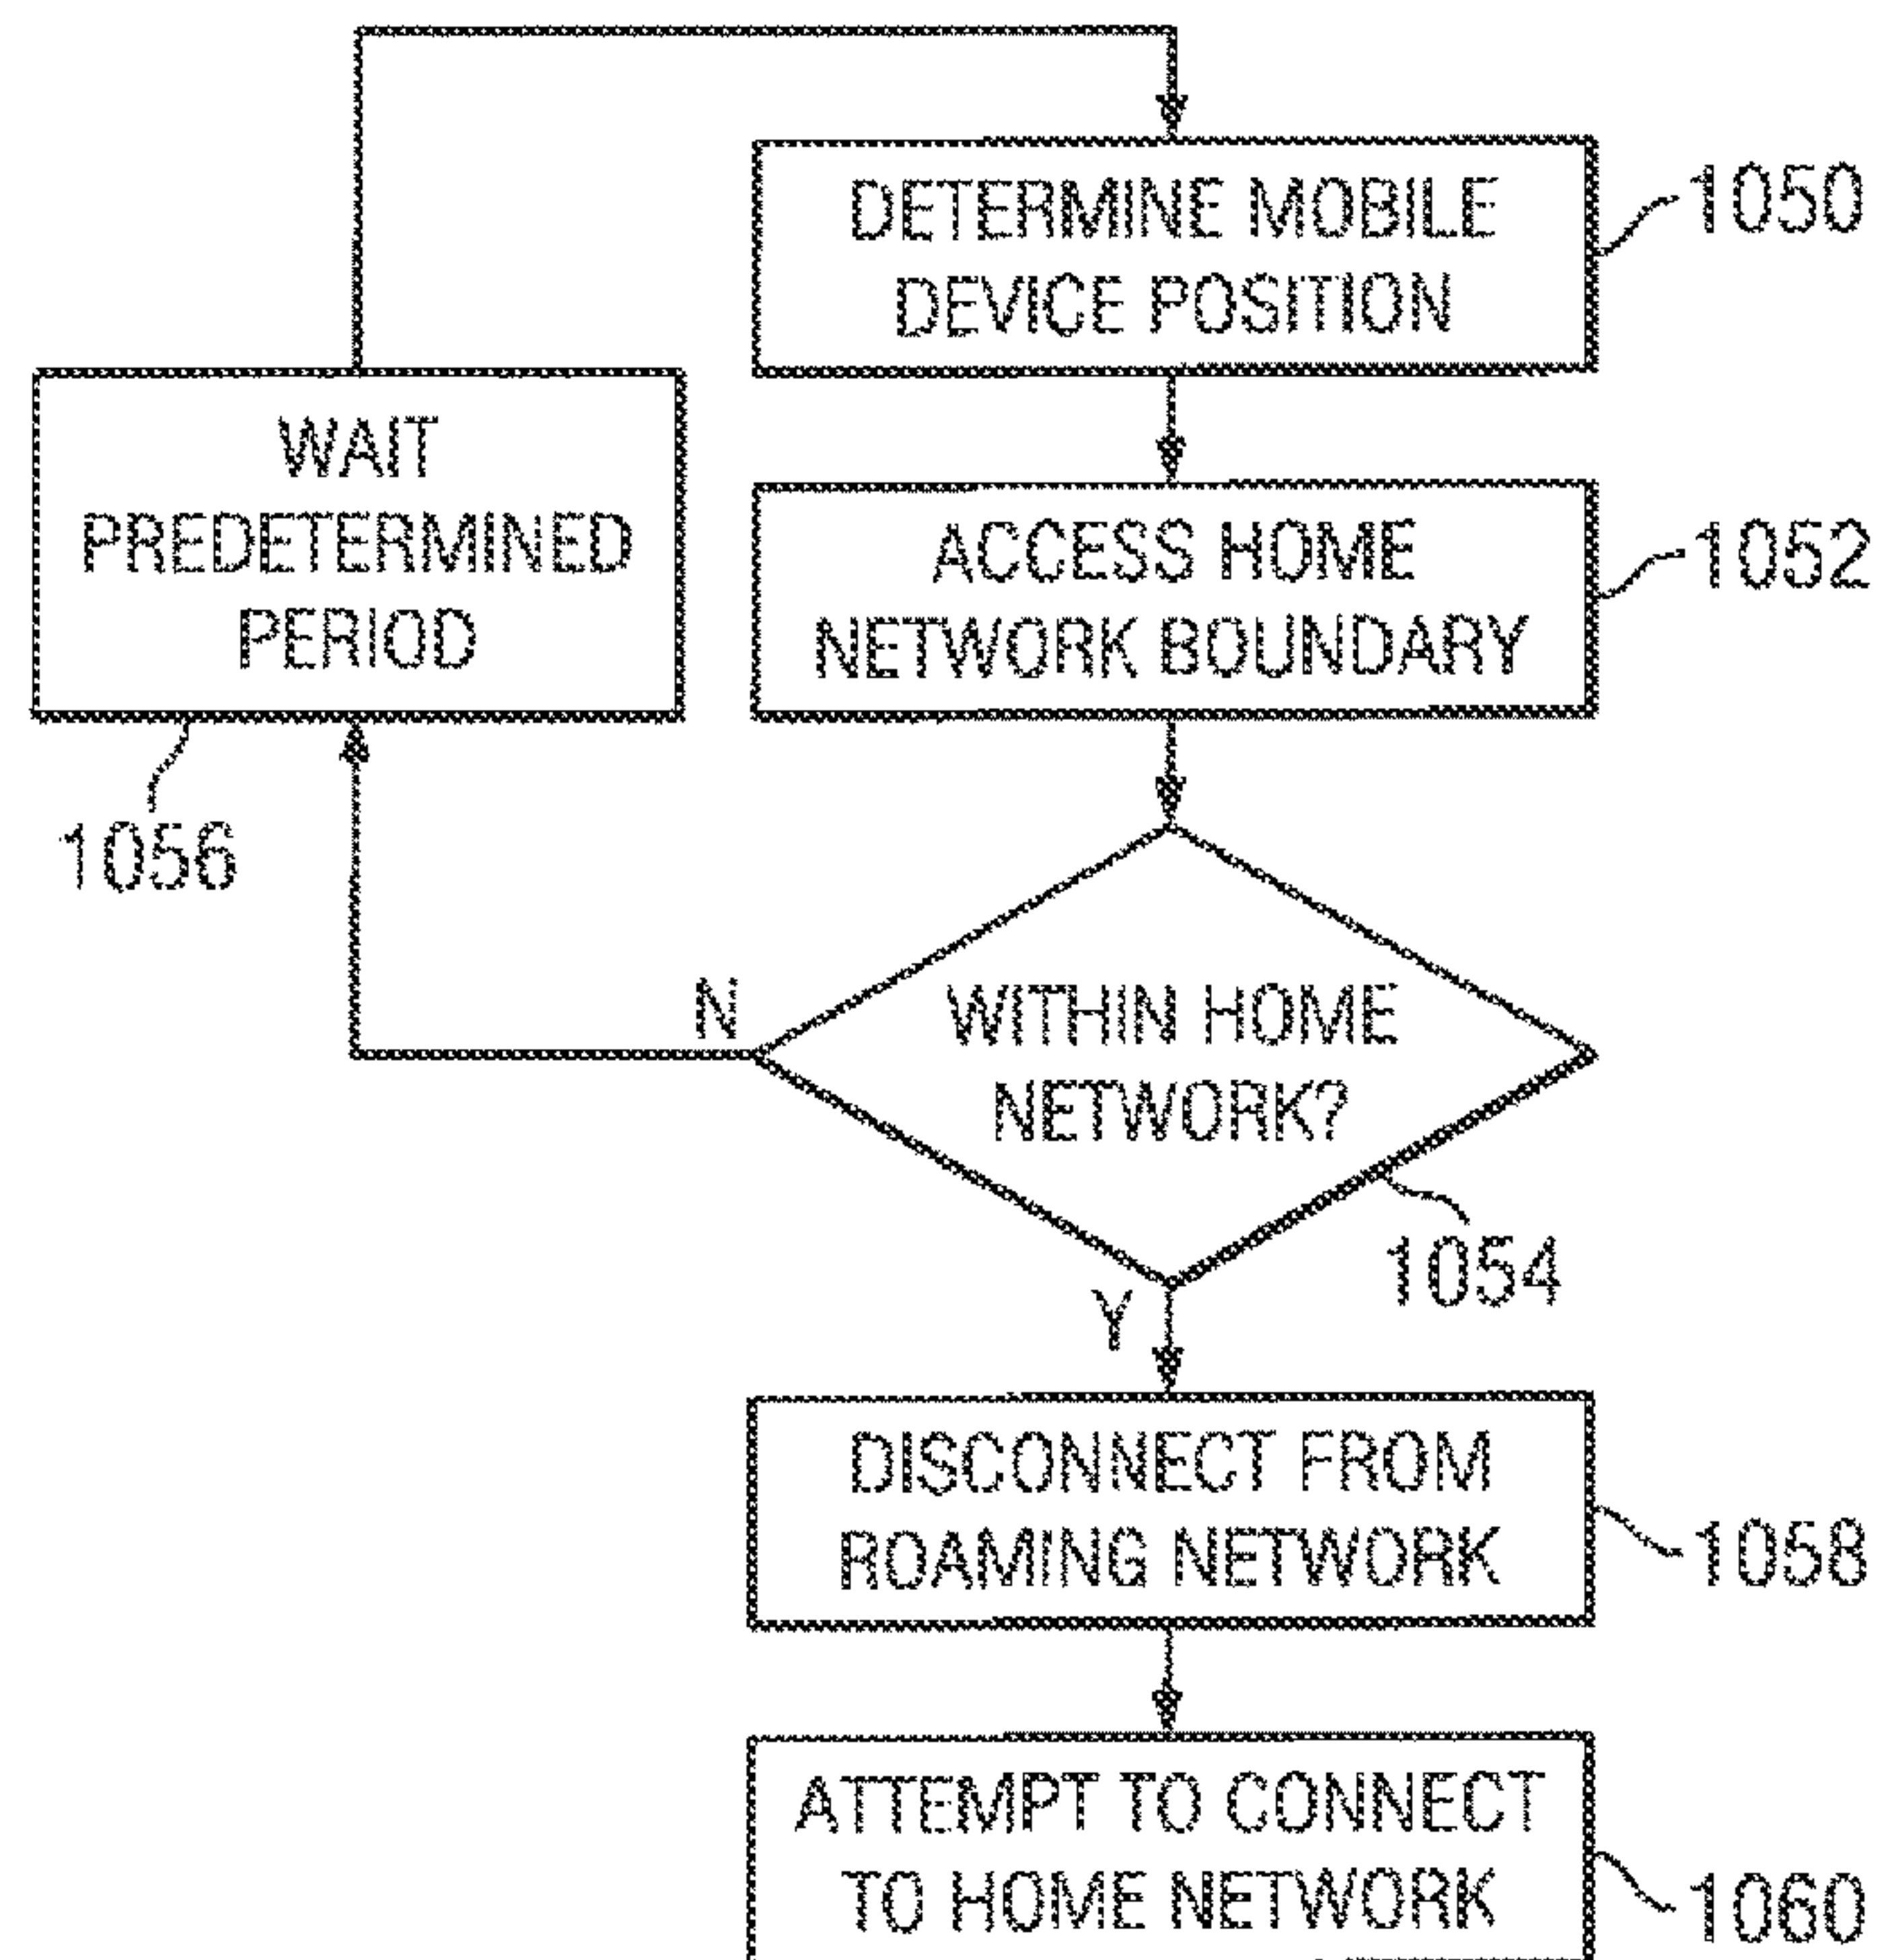 DETERMINE MOBILE
DEVICE POSITION
1050
WAIT
PREDETERMINED
PERIOD
1056
ACCESS HOME
NETWORK BOUNDARY
1052
WITHIN HOME
NETWORK?
N
Y
1054
DISCONNECT FROM
ROAMING NETWORK
1058
ATTEMPT TO CONNECT
TO HOME NETWORK
1060